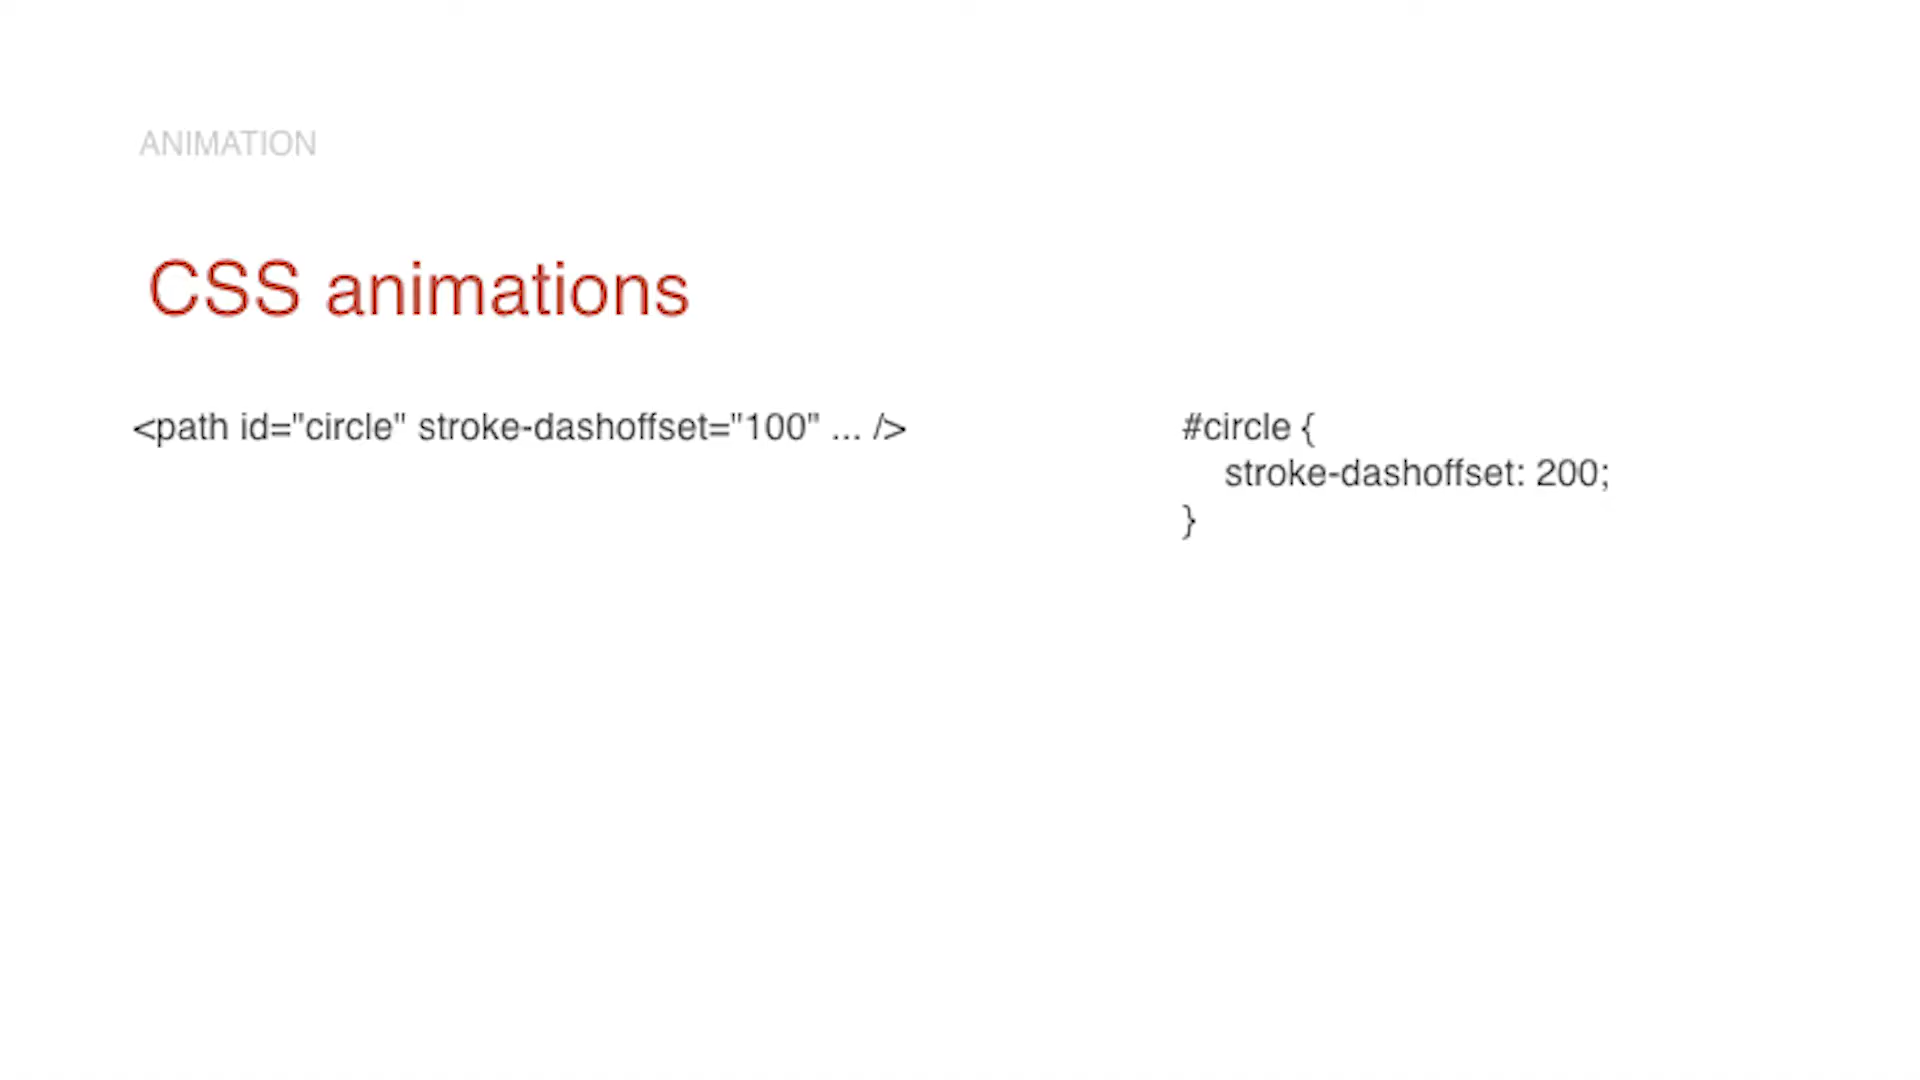 ANIMATION
CSS animations
<path id="circle" stroke-dashoffset="100" ... />
#circle {
stroke-dashoffset: 200;
}